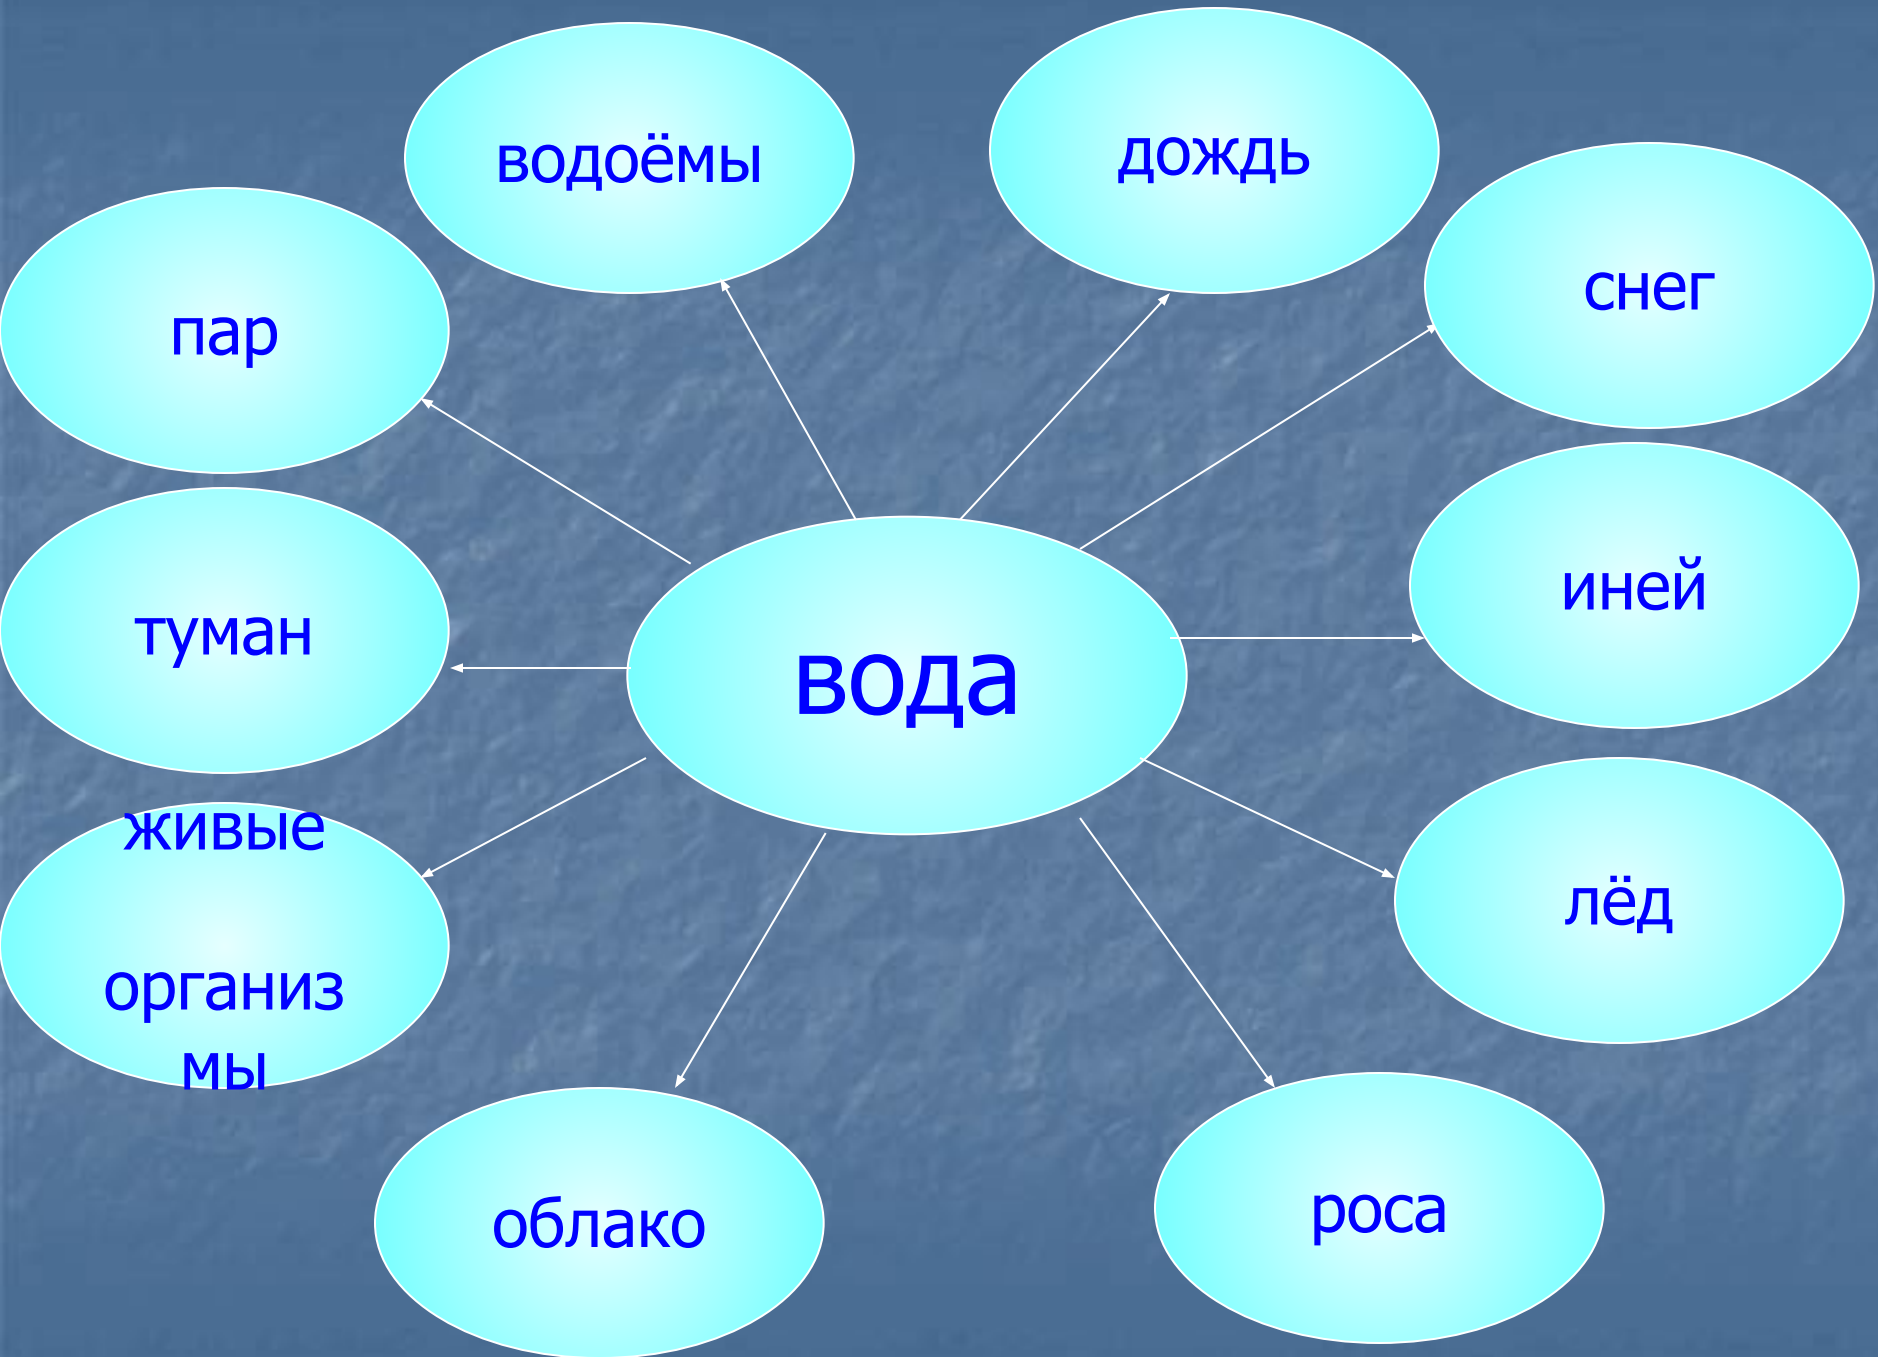 водоёмы
дождь
снег
пар
иней
туман
вода
живые
организ
мы
лёд
облако
роса